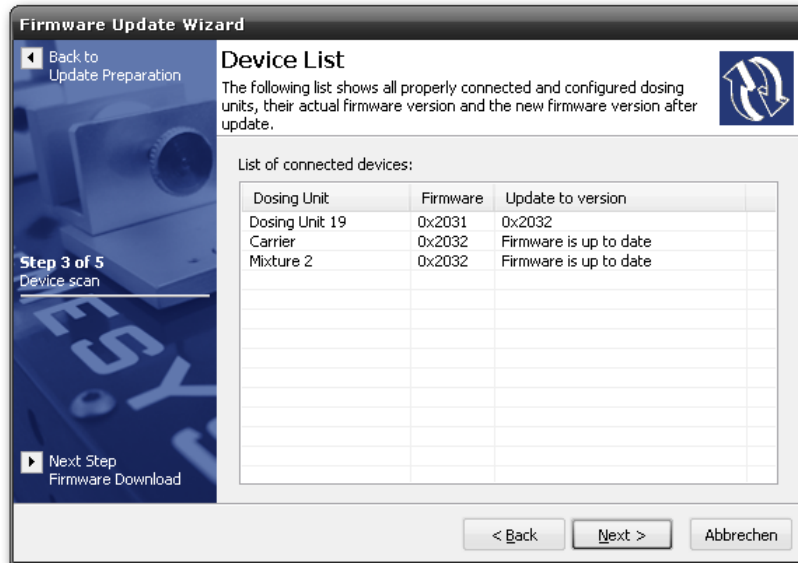 Firmware Update Wizard
Back to
Update Preparation
Step 3 of 5
Device scan
Next Step
Firmware Download
Device List
The following list shows all properly connected and configured dosing
units, their actual firmware version and the new firmware version after
update.
List of connected devices:
Dosing Unit Firmware Update to version
Dosing Unit 19 0x2031 0x2032
Carrier 0x2032 Firmware is up to date
Mixture 2 0x2032 Firmware is up to date
< Back Next > Abbrechen